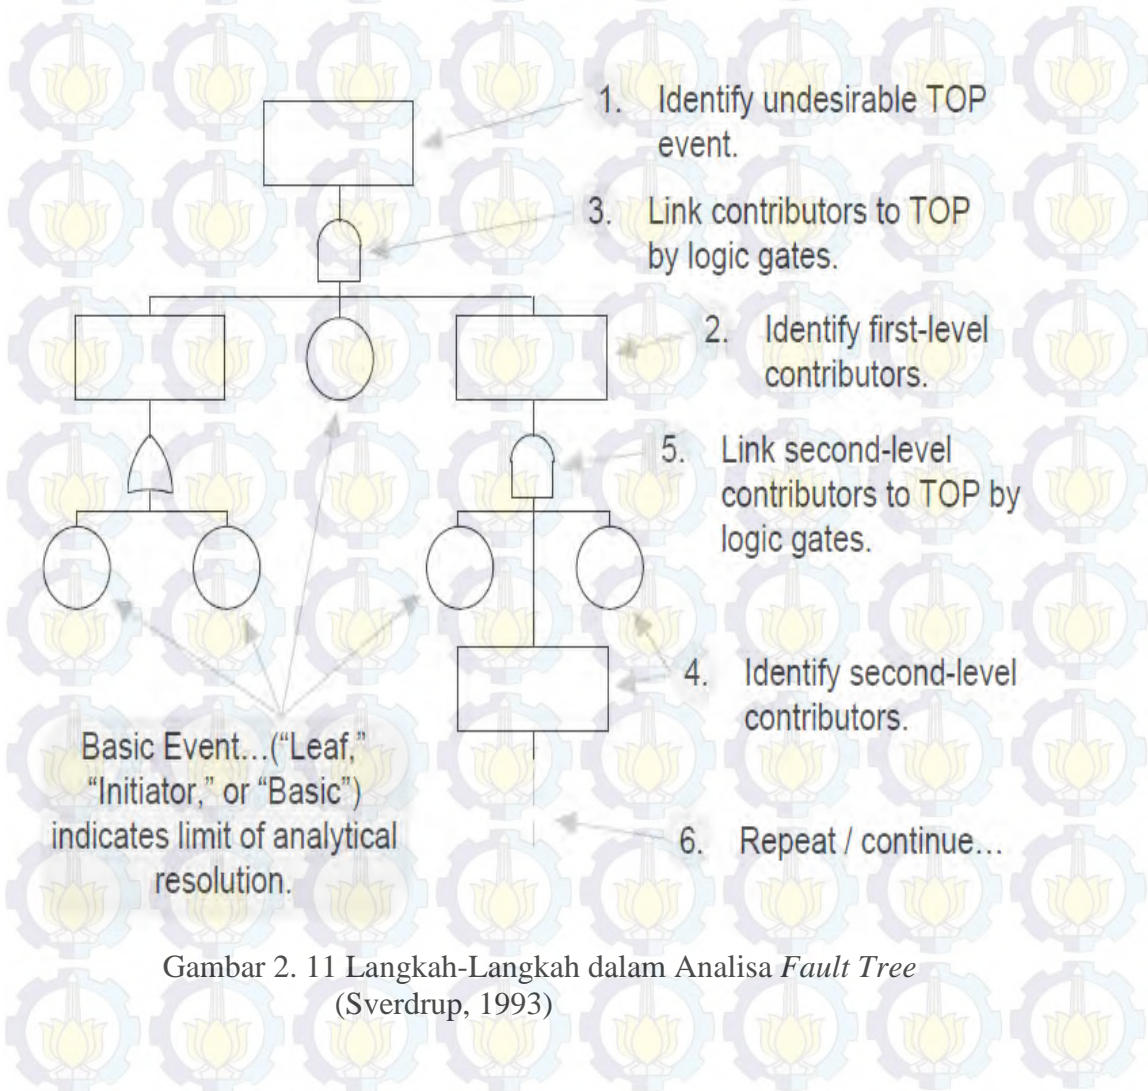 1. Identify undesirable TOP
event.
3. Link contributors to TOP
by logic gates.
2. Identify first-level
contributors.
5. Link second-level
contributors to TOP by
logic gates.
4. Identify second-level
contributors.
Basic Event…(“Leaf,”
“Initiator,” or “Basic”)
indicates limit of analytical
resolution.
6. Repeat / continue…
Gambar 2. 11 Langkah-Langkah dalam Analisa Fault Tree
(Sverdrup, 1993)